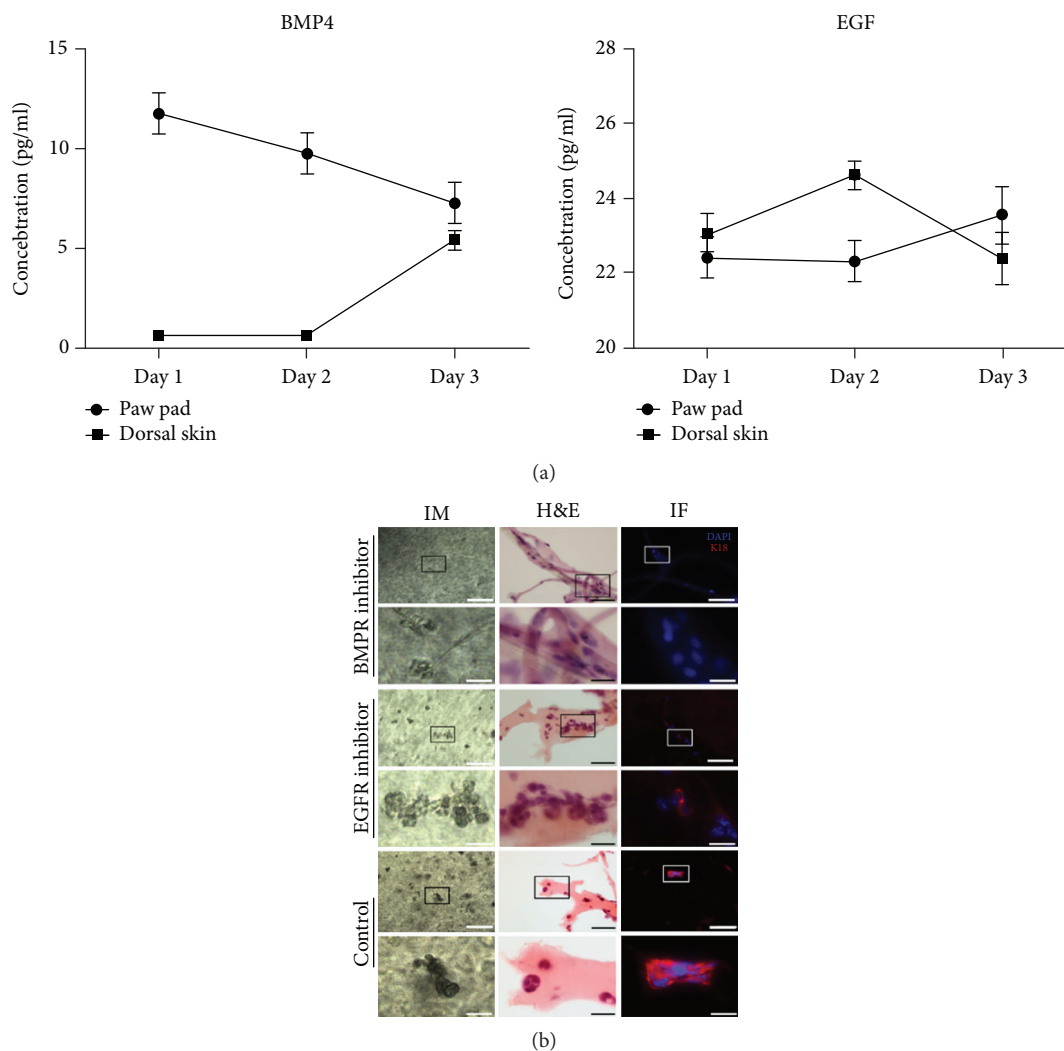 BMP4
15
10
5
0
Concebtration (pg/ml)
Day 1
Day 2
Day 3
Paw pad
Dorsal skin
EGF
28
26
24
22
20
Concebtration (pg/ml)
Day 1
Day 2
Day 3
Paw pad
Dorsal skin
(a)
IM
H&E
IF
BMPR inhibitor
DAPI
K18
EGFR inhibitor
Control
(b)